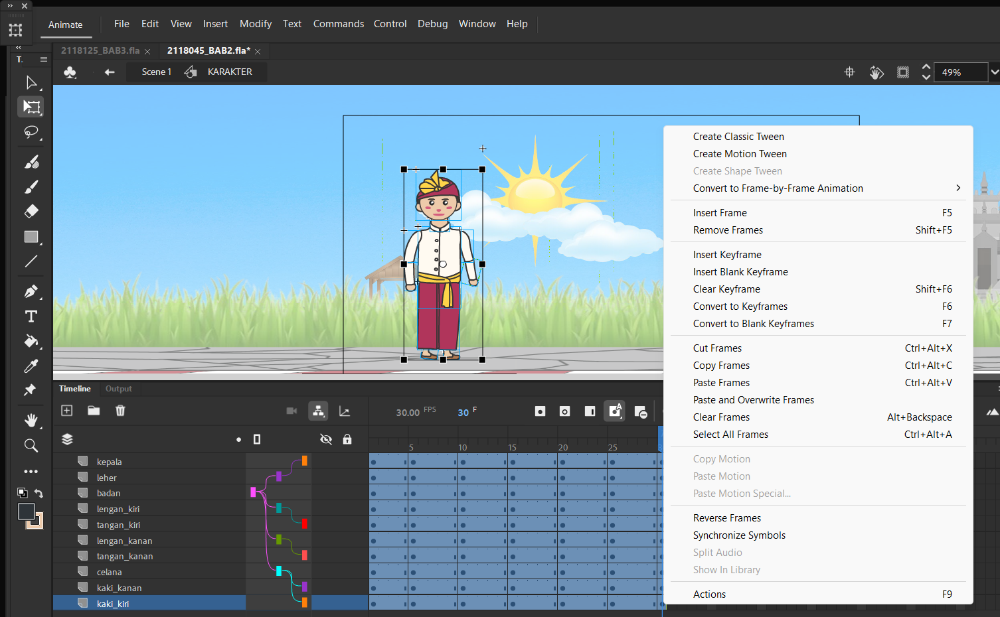 Animate File Edit View Insert Modify Text Commands Control Debug Window Help
T. 2118125_BAB3.fla 2118045_BAB2.fla*
Scene 1 KARAKTER 49%
Create Classic Tween
Create Motion Tween
Create Shape Tween
Convert to Frame-by-Frame Animation
Insert Frame F5
Remove Frames Shift+F5
Insert Keyframe
Insert Blank Keyframe
Clear Keyframe Shift+F6
Convert to Keyframes F6
Convert to Blank Keyframes F7
Cut Frames Ctrl+Alt+X
Copy Frames Ctrl+Alt+C
Paste Frames Ctrl+Alt+V
Paste and Overwrite Frames
Clear Frames Alt+Backspace
Select All Frames Ctrl+Alt+A
Copy Motion
Paste Motion
Paste Motion Special...
Reverse Frames
Synchronize Symbols
Split Audio
Show In Library
Actions F9
Timeline Output
30.00 FPS 30 F
5 10 15 20 25
kepala
leher
badan
lengan_kiri
tangan_kiri
lengan_kanan
tangan_kanan
celana
kaki_kanan
kaki_kiri